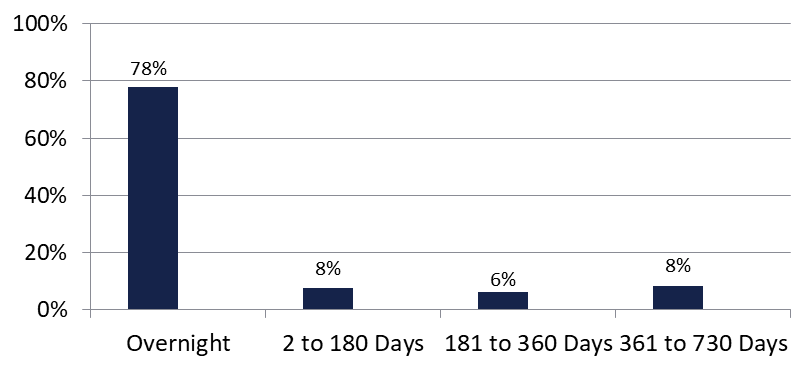 100%
78%
80%
60%
40%
20%
8%
6%
8%
0%
Overnight
2 to 180 Days
181 to 360 Days
361 to 730 Days